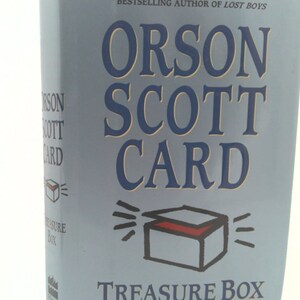 BESTSELLING AUTHOR OF LOST BOYS
ORSON
SCOTT
CARD
TREASURE BOX
ORSON
SCOTT
CARD
TREASURE
BOX